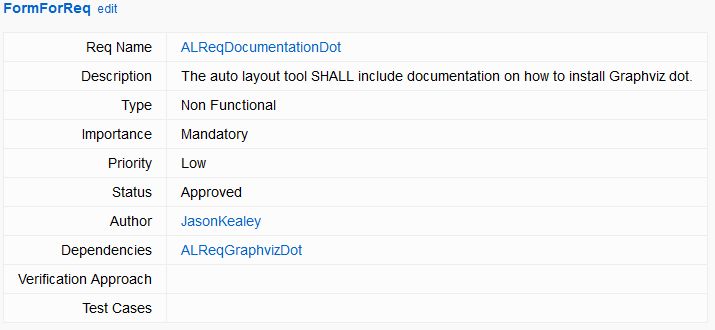 FormForReq edit
Req Name ALReqDocumentationDot
Description The auto layout tool SHALL include documentation on how to install Graphviz dot.
Type Non Functional
Importance Mandatory
Priority Low
Status Approved
Author JasonKealey
Dependencies ALReqGraphvizDot
Verification Approach
Test Cases